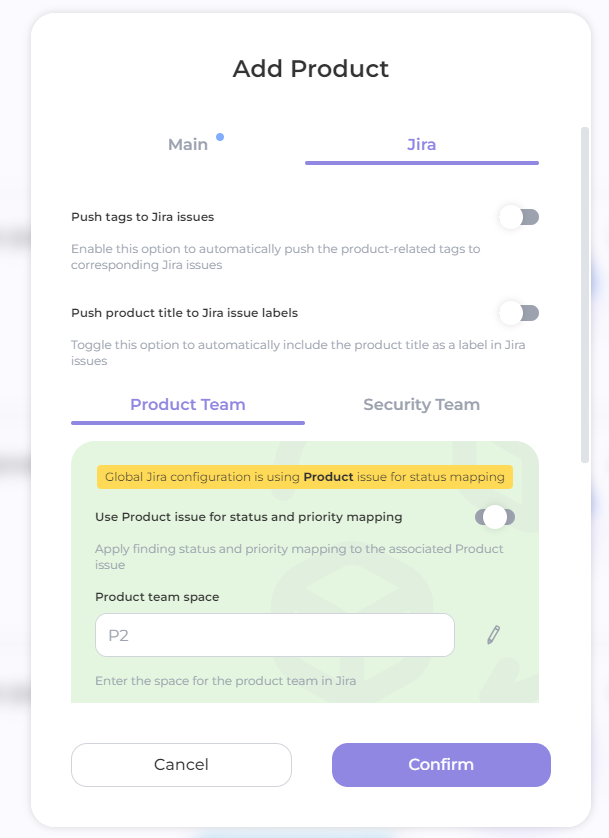 Add Product
Main
Jira
Push tags to Jira issues
Enable this option to automatically push the product-related tags to
corresponding Jira issues
Push product title to Jira issue labels
Toggle this option to automatically include the product title as a label in Jira
issues
Product Team
Security Team
Global Jira configuration is using Product issue for status mapping
Use Product issue for status and priority mapping
Apply finding status and priority mapping to the associated Product
issue
Product team space
P2
Enter the space for the product team in Jira
Cancel
Confirm